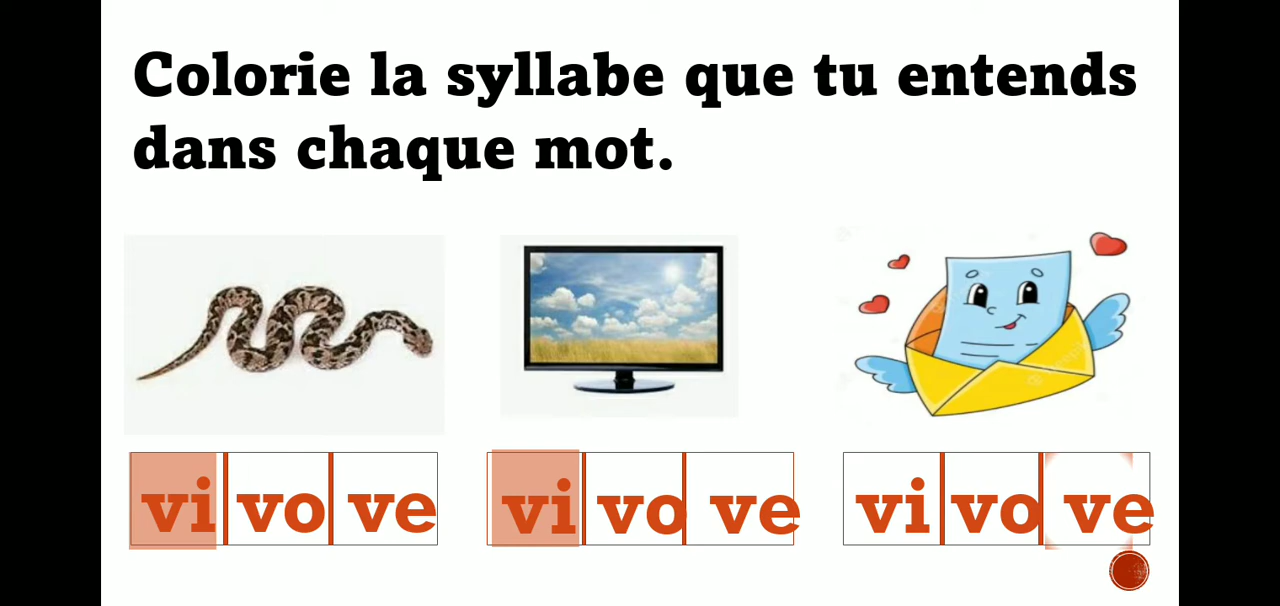 Colorie la syllabe que tu entends
dans chaque mot.
vi vo ve
vi vo ve
vi vo ve